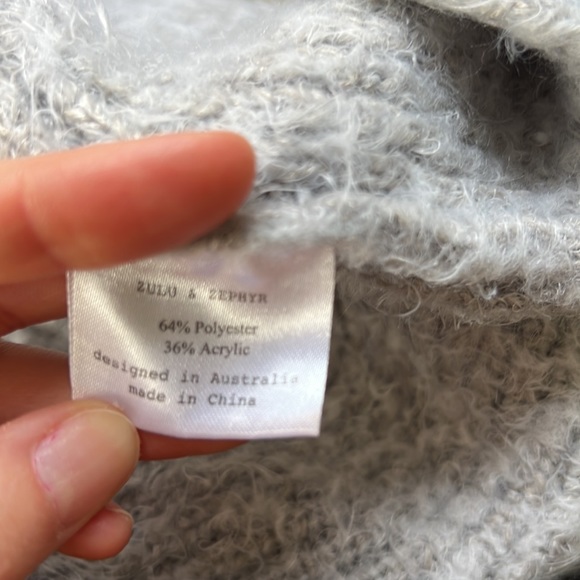 ZULU & ZEPHYR
64% Polyester
36% Acrylic
designed in Australia
made in China